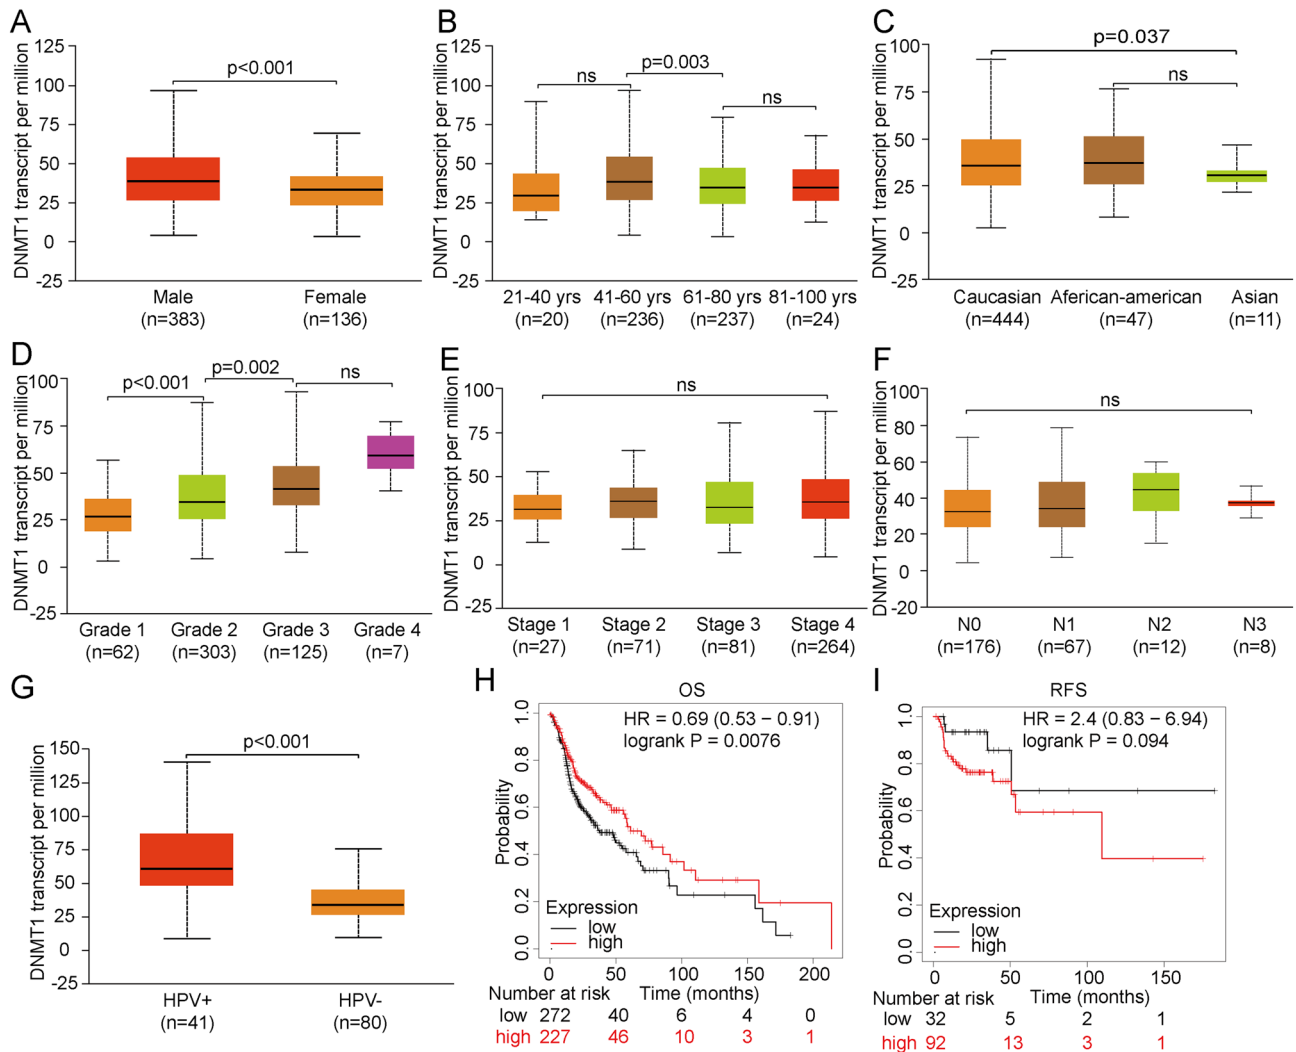 A
DNMT1 transcript per million
125
100
75
50
25
0
-25
p<0.001
Male
(n=383)
Female
(n=136)
B
DNMT1 transcript per million
125
100
75
50
25
0
-25
ns
p=0.003
ns
21-40 yrs
(n=20)
41-60 yrs
(n=236)
61-80 yrs
(n=237)
81-100 yrs
(n=24)
C
DNMT1 transcript per million
100
75
50
25
0
-25
p=0.037
ns
Caucasian
(n=444)
Aferican-american
(n=47)
Asian
(n=11)
D
DNMT1 transcript per million
100
75
50
25
0
-25
p<0.001
p=0.002
ns
Grade 1
(n=62)
Grade 2
(n=303)
Grade 3
(n=125)
Grade 4
(n=7)
E
DNMT1 transcript per million
100
75
50
25
0
-25
ns
Stage 1
(n=27)
Stage 2
(n=71)
Stage 3
(n=81)
Stage 4
(n=264)
F
DNMT1 transcript per million
100
80
60
40
20
0
-20
ns
N0
(n=176)
N1
(n=67)
N2
(n=12)
N3
(n=8)
G
DNMT1 transcript per million
150
125
100
75
50
25
0
-25
p<0.001
HPV+
(n=41)
HPV-
(n=80)
H
OS
HR = 0.69 (0.53 − 0.91)
logrank P = 0.0076
Probability
1.0
0.8
0.6
0.4
0.2
0.0
Expression
low
high
0 50 100 150 200
Number at risk Time (months)
low 272 40 6 4 0
high 227 46 10 3 1
I
RFS
HR = 2.4 (0.83 − 6.94)
logrank P = 0.094
Probability
1.0
0.8
0.6
0.4
0.2
0.0
Expression
low
high
0 50 100 150
Number at risk Time (months)
low 32 5 2 1
high 92 13 3 1